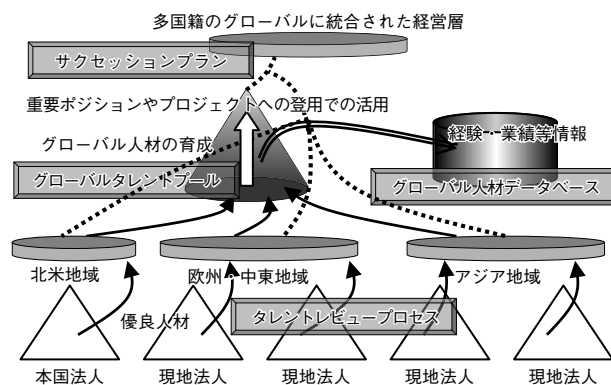 多国籍のグローバルに統合された経営層
サクセッションプラン
重要ポジションやプロジェクトへの登用での活用
グローバル人材の育成
経験・業績等情報
グローバルタレントプール
グローバル人材データベース
北米地域
欧州・中東地域
アジア地域
優良人材
タレントレビュープロセス
本国法人
現地法人
現地法人
現地法人
現地法人